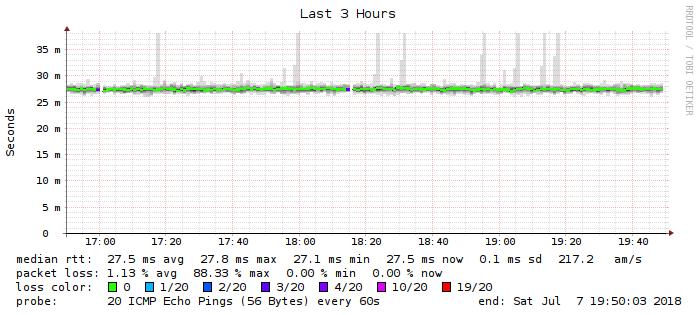 Last 3 Hours
RRDTOOL / TOBI OETIKER
Seconds
35 m
30 m
25 m
20 m
15 m
10 m
5 m
0
17:00 17:20 17:40 18:00 18:20 18:40 19:00 19:20 19:40
median rtt: 27.5 ms avg 27.8 ms max 27.1 ms min 27.5 ms now 0.1 ms sd 217.2 am/s
packet loss: 1.13 % avg 88.33 % max 0.00 % min 0.00 % now
loss color: 0 1/20 2/20 3/20 4/20 10/20 19/20
probe: 20 ICMP Echo Pings (56 Bytes) every 60s end: Sat Jul 7 19:50:03 2018